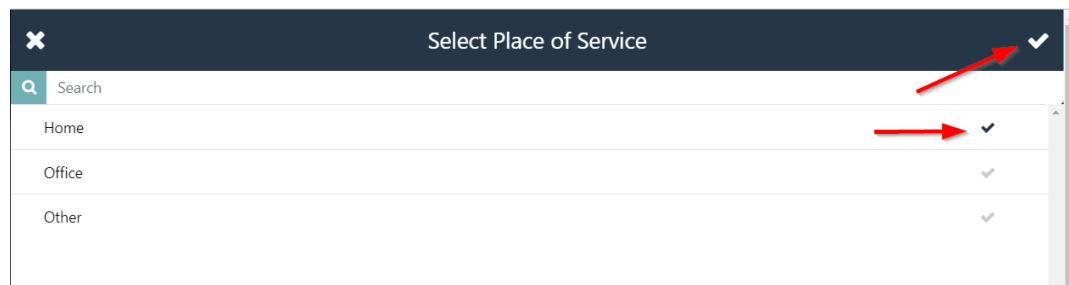 Select Place of Service
Search
Home
Office
Other